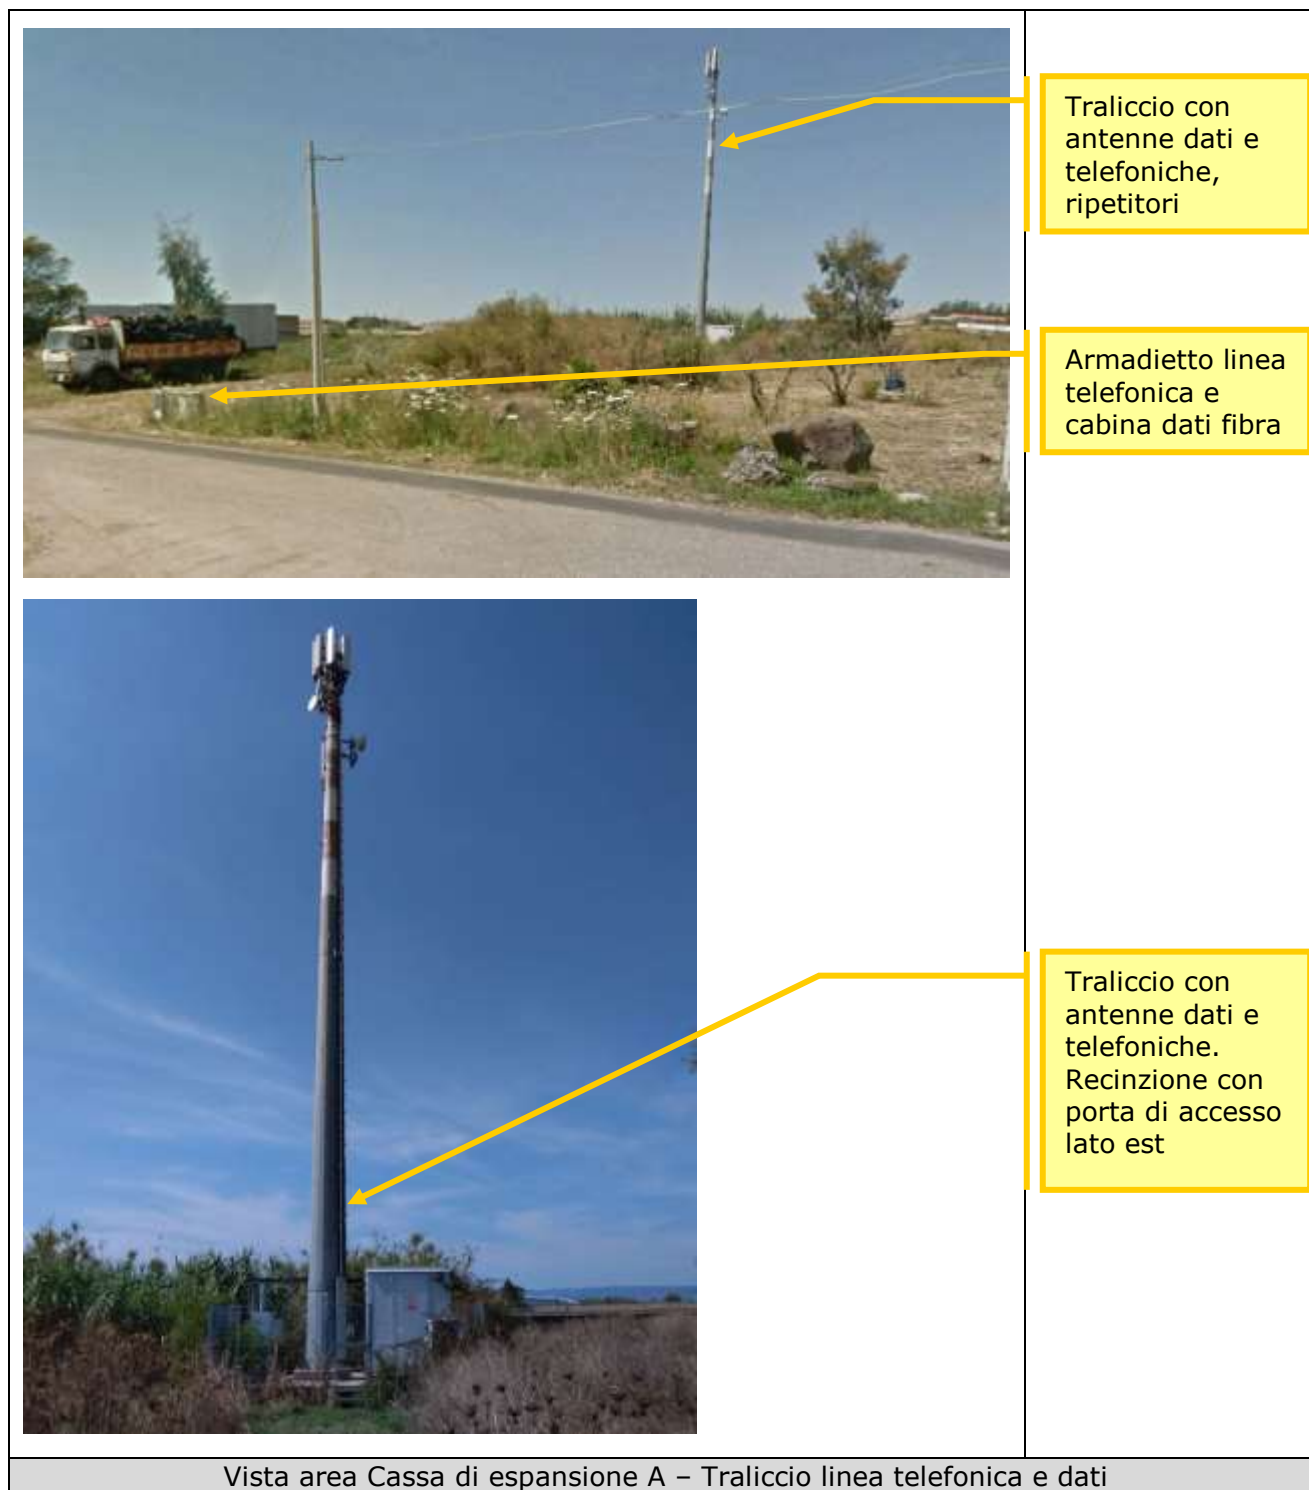 Traliccio con
antenne dati e
telefoniche,
ripetitori
Armadietto linea
telefonica e
cabina dati fibra
Traliccio con
antenne dati e
telefoniche.
Recinzione con
porta di accesso
lato est
Vista area Cassa di espansione A – Traliccio linea telefonica e dati